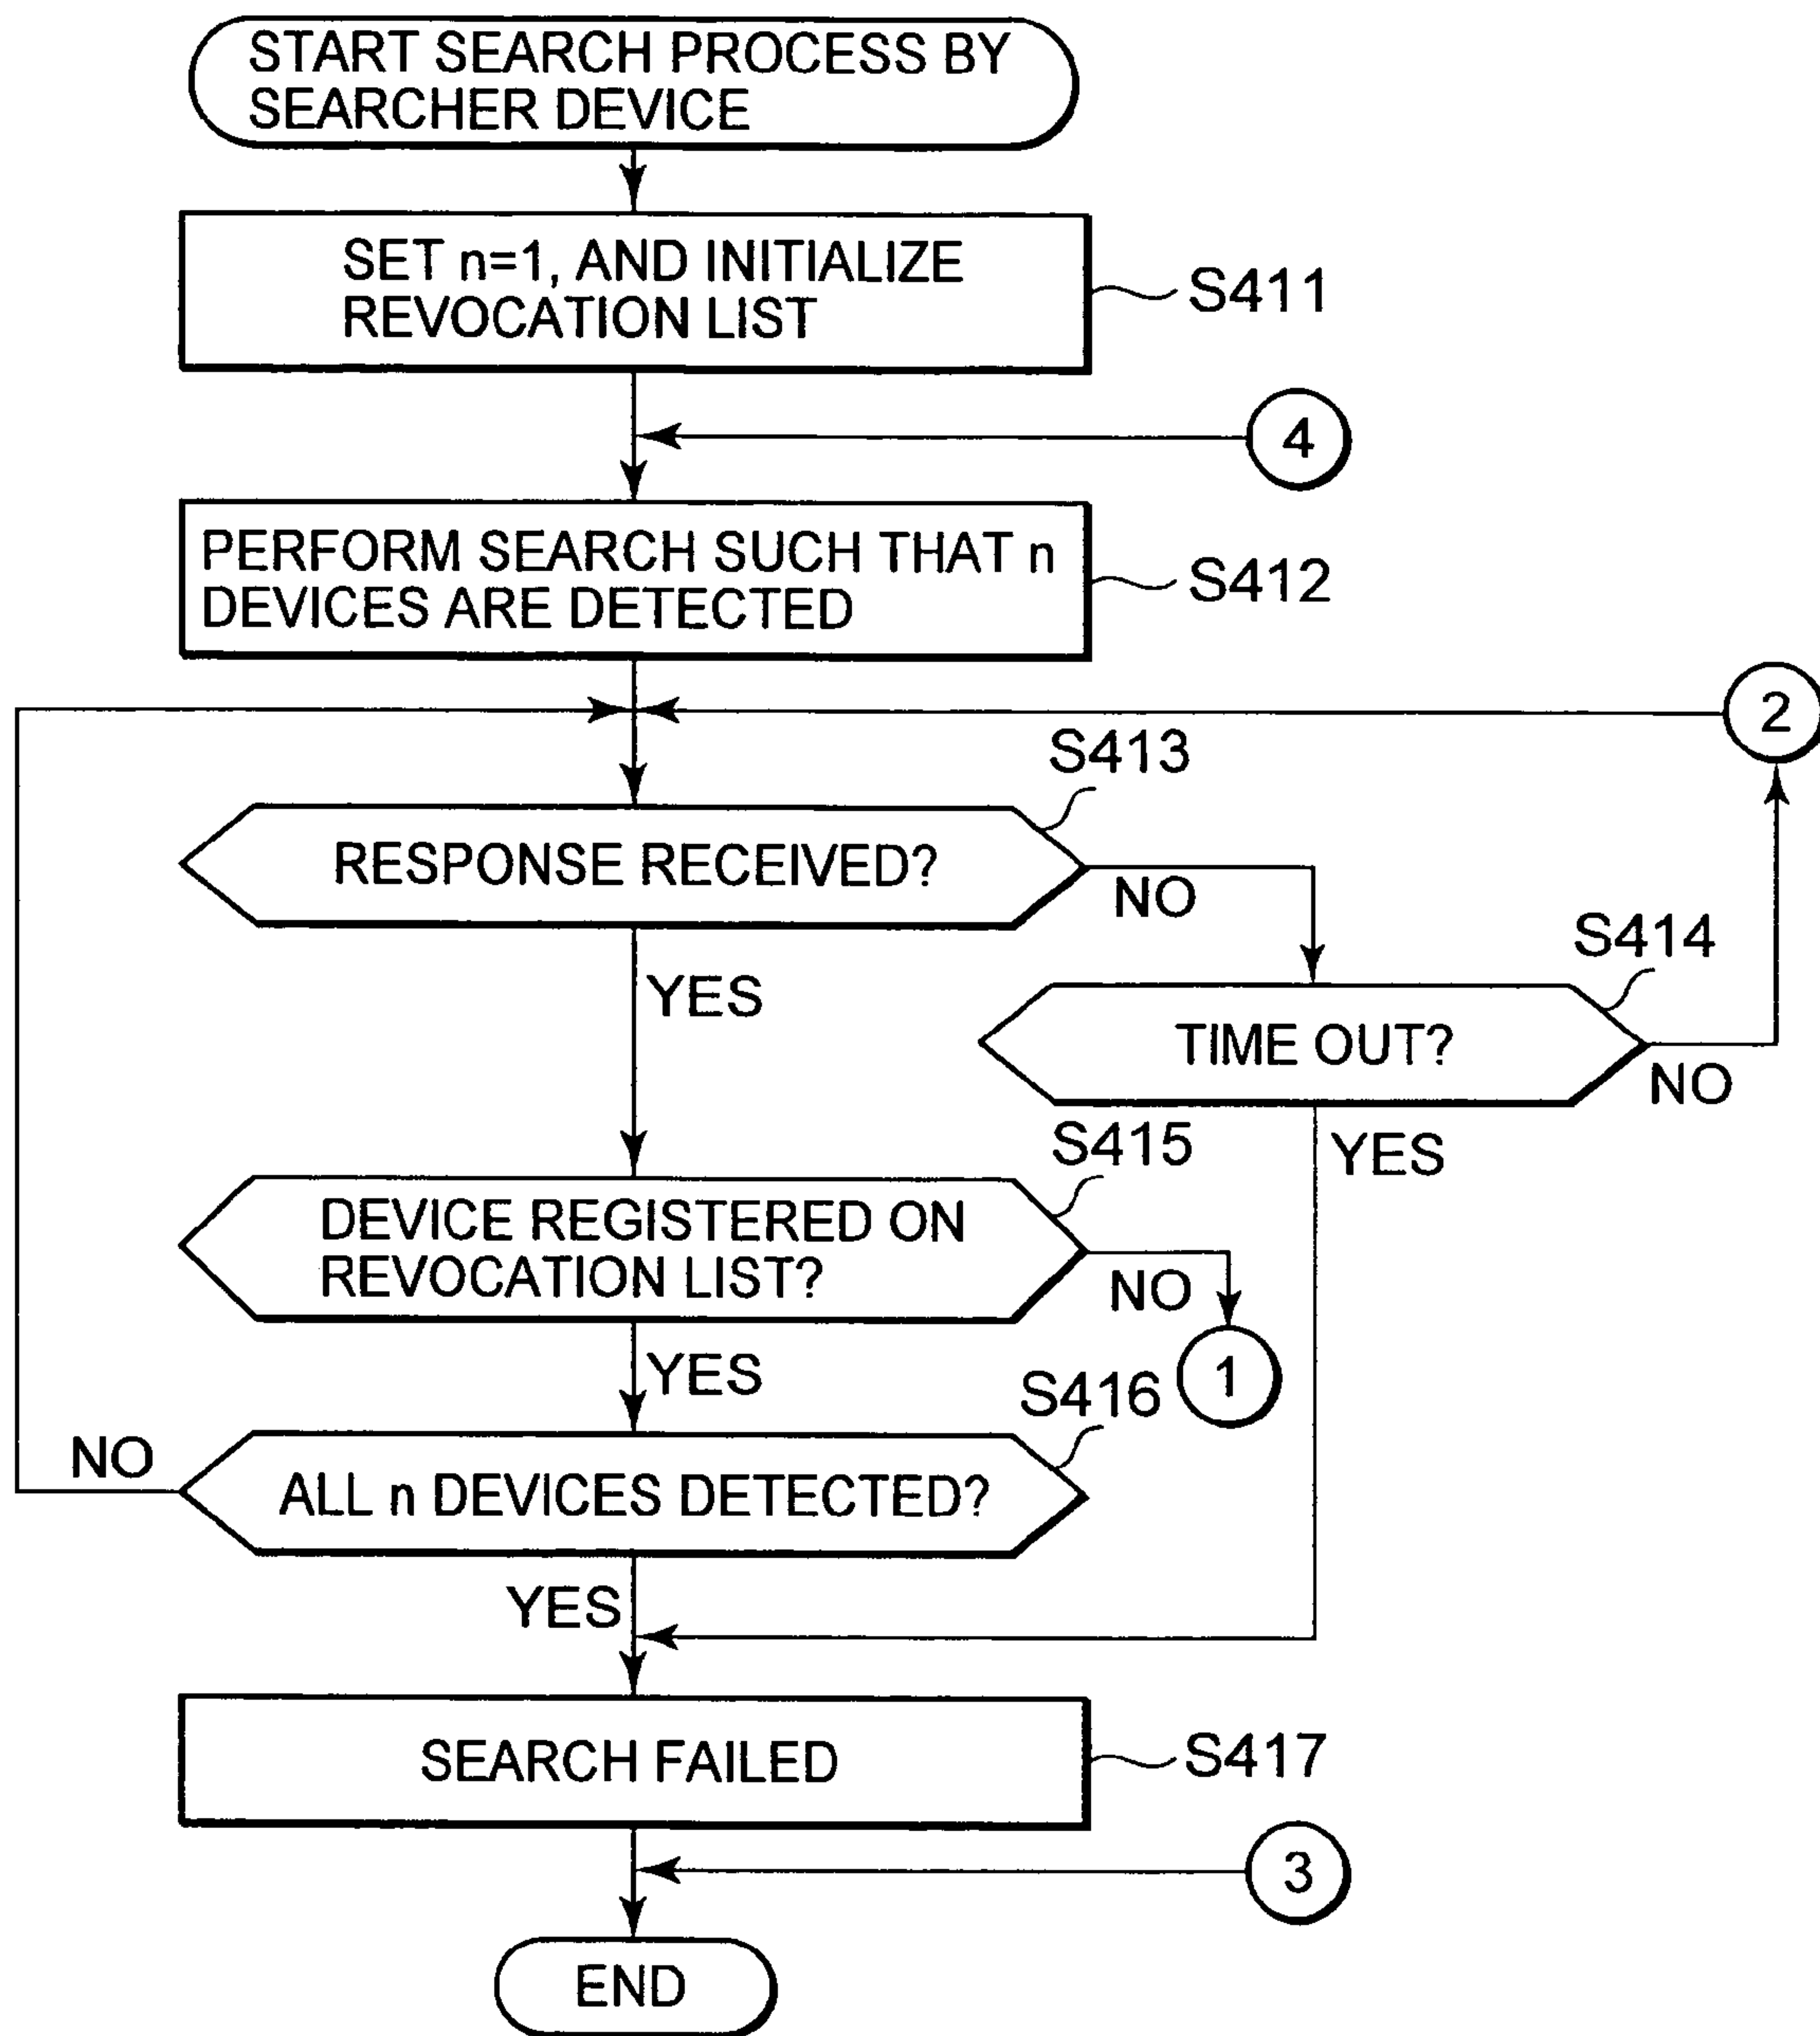 START SEARCH PROCESS BY
SEARCHER DEVICE
SET n=1, AND INITIALIZE
REVOCATION LIST
S411
4
PERFORM SEARCH SUCH THAT n
DEVICES ARE DETECTED
S412
2
S413
RESPONSE RECEIVED?
NO
S414
YES
TIME OUT?
NO
YES
S415
DEVICE REGISTERED ON
REVOCATION LIST?
NO
1
YES
S416
NO
ALL n DEVICES DETECTED?
YES
SEARCH FAILED
S417
3
END